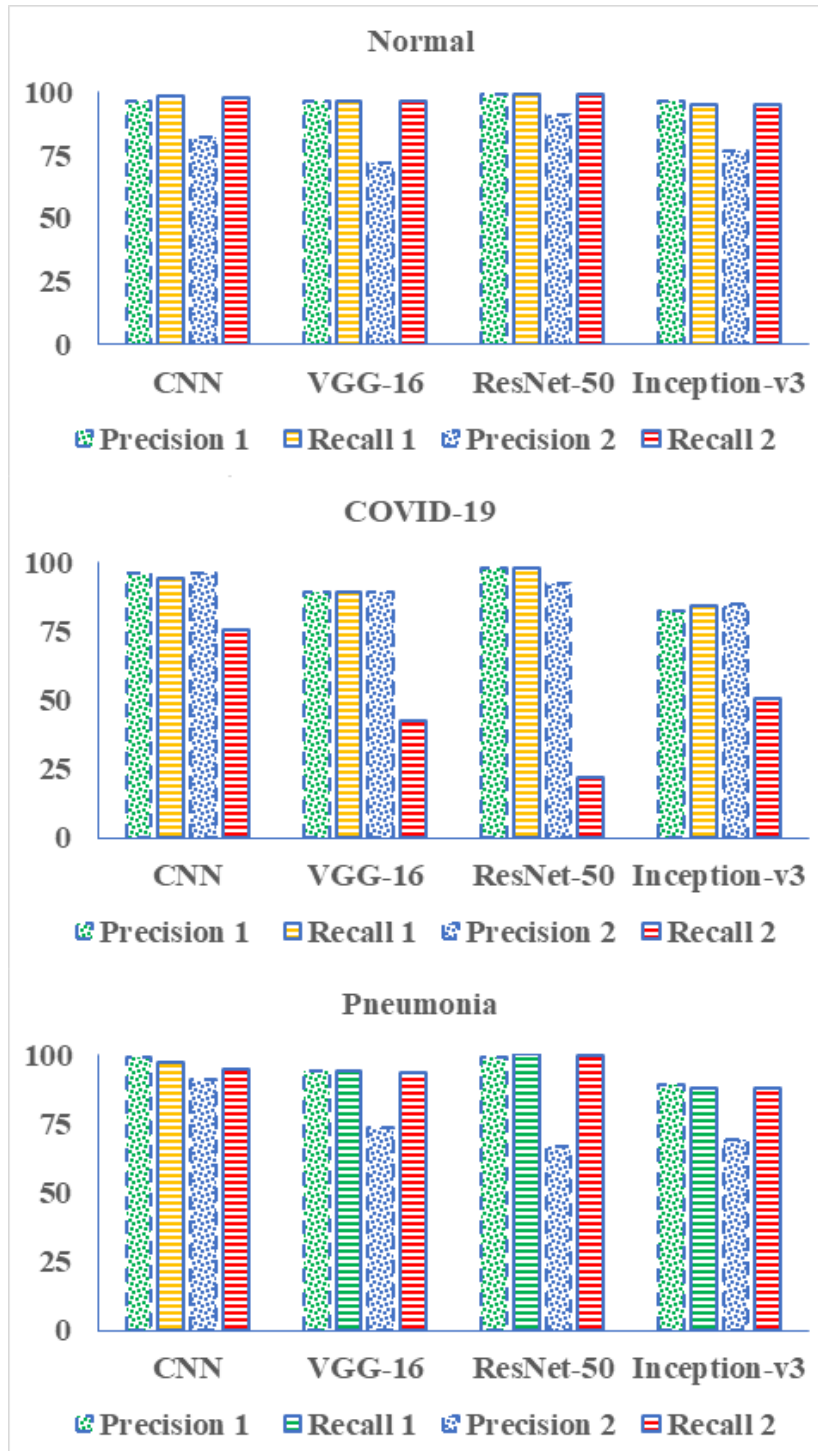 Normal
100
75
50
25
0
CNN VGG-16 ResNet-50 Inception-v3
Precision 1 Recall 1 Precision 2 Recall 2
COVID-19
100
75
50
25
0
CNN VGG-16 ResNet-50 Inception-v3
Precision 1 Recall 1 Precision 2 Recall 2
Pneumonia
100
75
50
25
0
CNN VGG-16 ResNet-50 Inception-v3
Precision 1 Recall 1 Precision 2 Recall 2